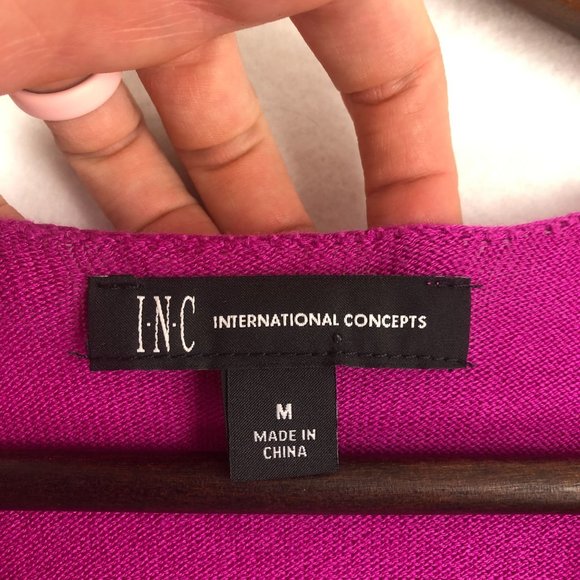 I·N·C INTERNATIONAL CONCEPTS
M
MADE IN
CHINA